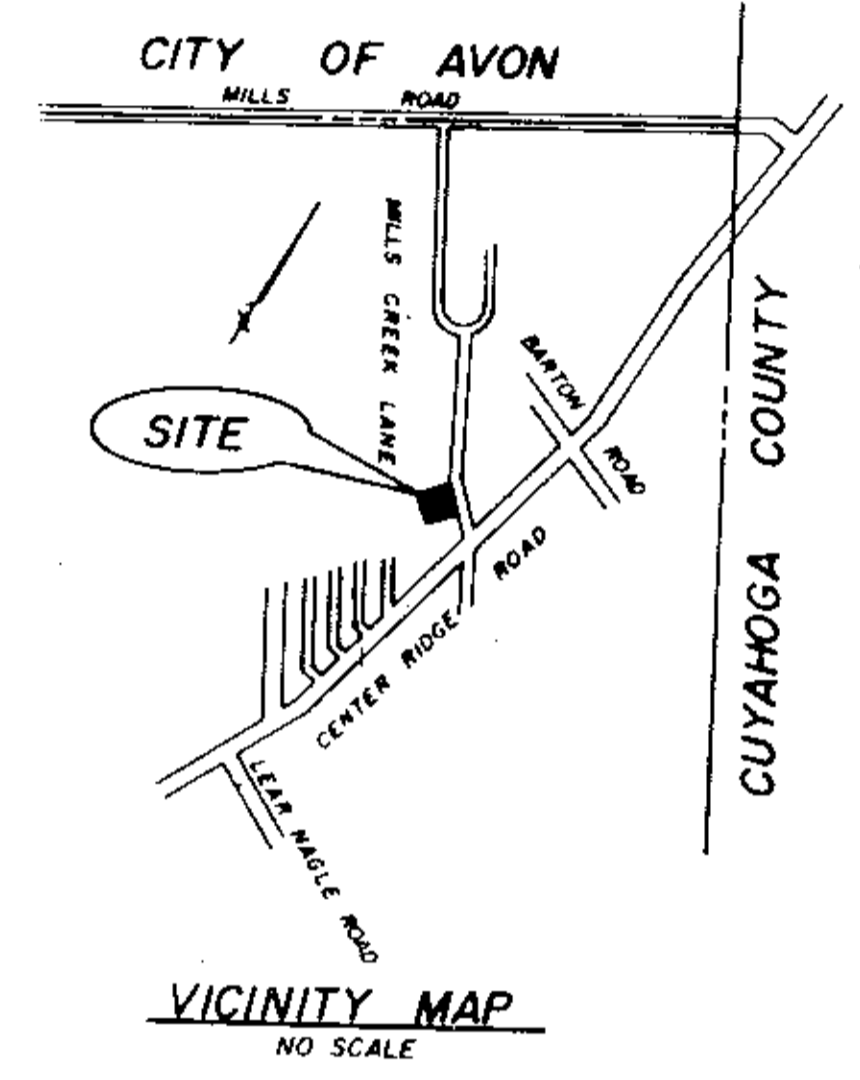 CITY OF AVON
MILLS ROAD
MILLS CREEK LANE
BARTON ROAD
SITE
CUYAHOGA COUNTY
CENTER RIDGE ROAD
LEAR NAGLE ROAD
VICINITY MAP
NO SCALE